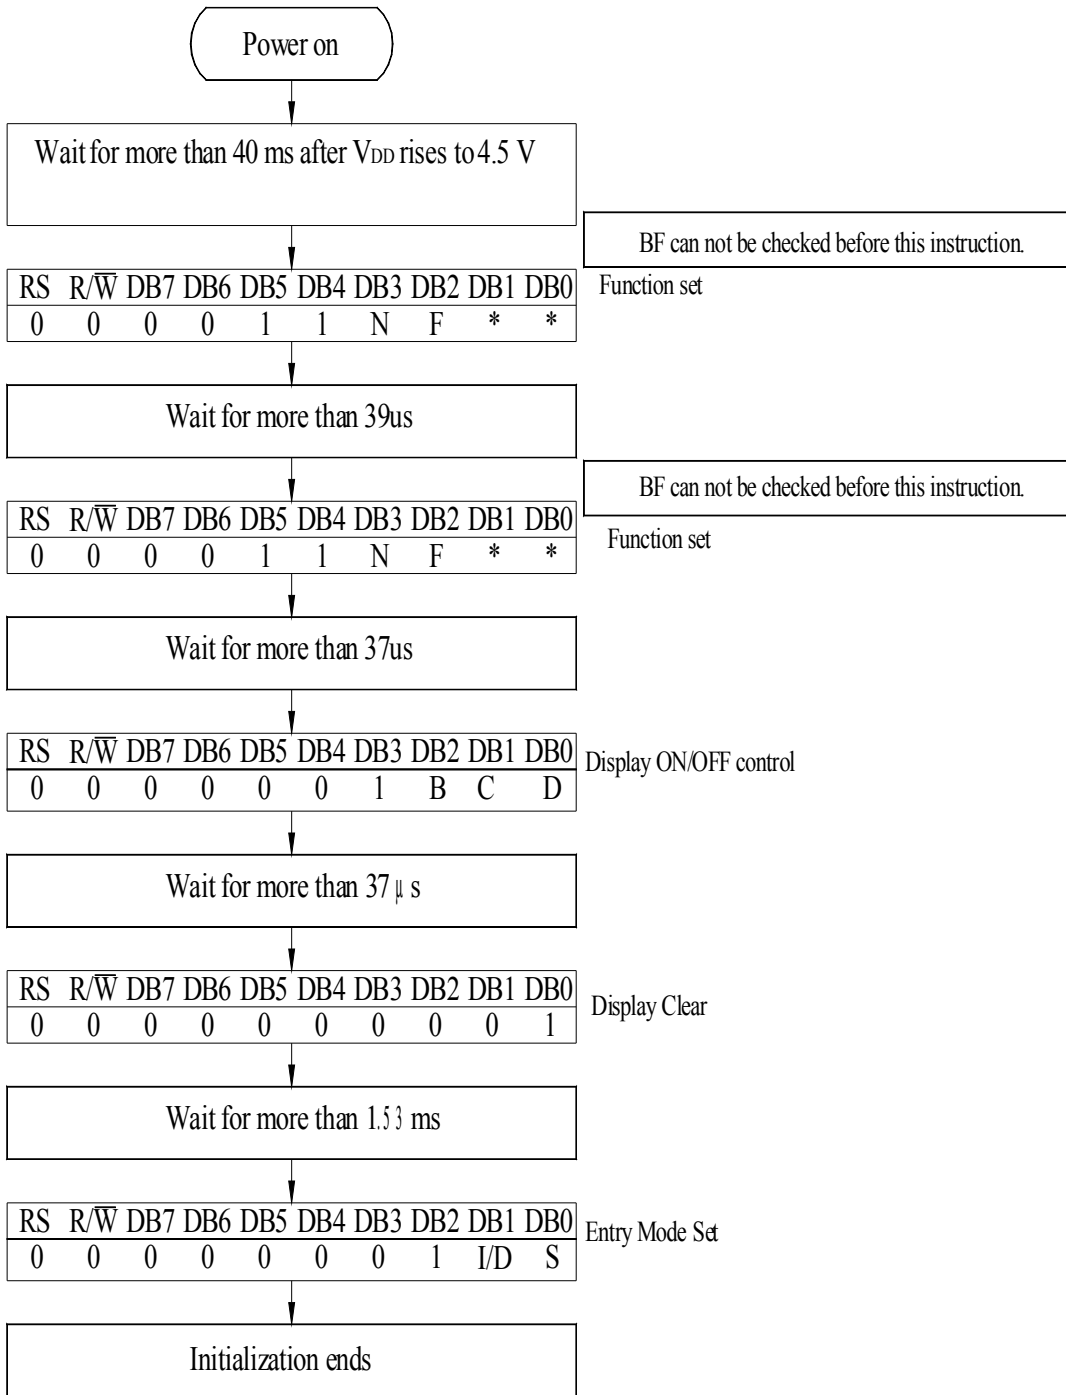 Power on
Wait for more than 40 ms after VDD rises to 4.5 V
BF can not be checked before this instruction.
RS R/W̅ DB7 DB6 DB5 DB4 DB3 DB2 DB1 DB0
Function set
0 0 0 0 1 1 N F * *
Wait for more than 39us
BF can not be checked before this instruction.
RS R/W̅ DB7 DB6 DB5 DB4 DB3 DB2 DB1 DB0
Function set
0 0 0 0 1 1 N F * *
Wait for more than 37us
RS R/W̅ DB7 DB6 DB5 DB4 DB3 DB2 DB1 DB0
Display ON/OFF control
0 0 0 0 0 0 1 B C D
Wait for more than 37 μ s
RS R/W̅ DB7 DB6 DB5 DB4 DB3 DB2 DB1 DB0
Display Clear
0 0 0 0 0 0 0 0 0 1
Wait for more than 1.53 ms
RS R/W̅ DB7 DB6 DB5 DB4 DB3 DB2 DB1 DB0
Entry Mode Set
0 0 0 0 0 0 0 1 I/D S
Initialization ends